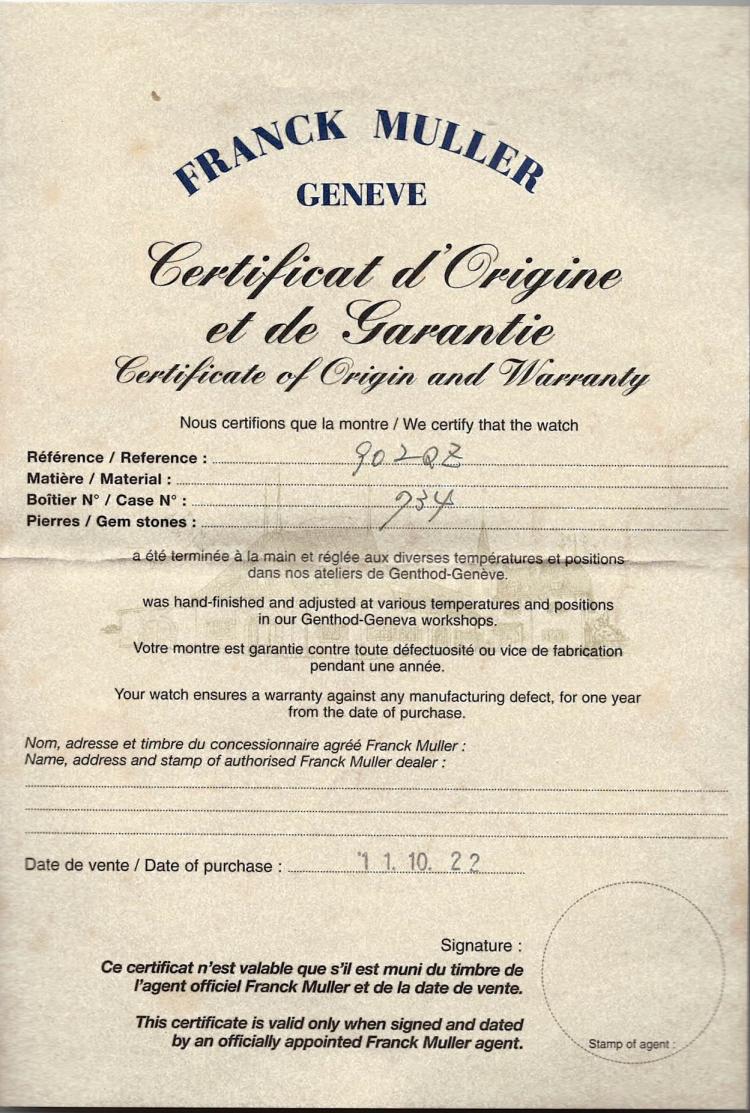 FRANCK MULLER
GENEVE
Certificat d'Origine
et de Garantie
Certificate of Origin and Warranty
Nous certifions que la montre / We certify that the watch
Référence / Reference : 902QZ
Matière / Material :
Boîtier N° / Case N° : 734
Pierres / Gem stones :
a été terminée à la main et réglée aux diverses températures et positions
dans nos ateliers de Genthod-Genève.
was hand-finished and adjusted at various temperatures and positions
in our Genthod-Geneva workshops.
Votre montre est garantie contre toute défectuosité ou vice de fabrication
pendant une année.
Your watch ensures a warranty against any manufacturing defect, for one year
from the date of purchase.
Nom, adresse et timbre du concessionnaire agréé Franck Muller :
Name, address and stamp of authorised Franck Muller dealer :
Date de vente / Date of purchase : '11.10.22
Signature :
Ce certificat n'est valable que s'il est muni du timbre de
l'agent officiel Franck Muller et de la date de vente.
This certificate is valid only when signed and dated
by an officially appointed Franck Muller agent.
Stamp of agent :